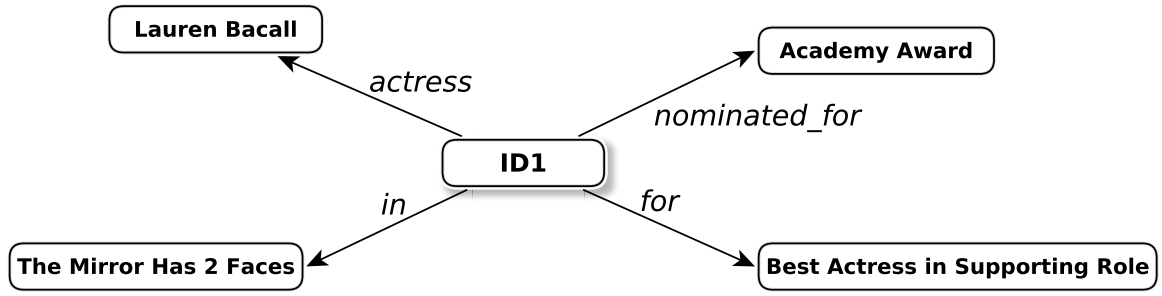 Lauren Bacall
Academy Award
actress
nominated_for
ID1
in
for
The Mirror Has 2 Faces
Best Actress in Supporting Role